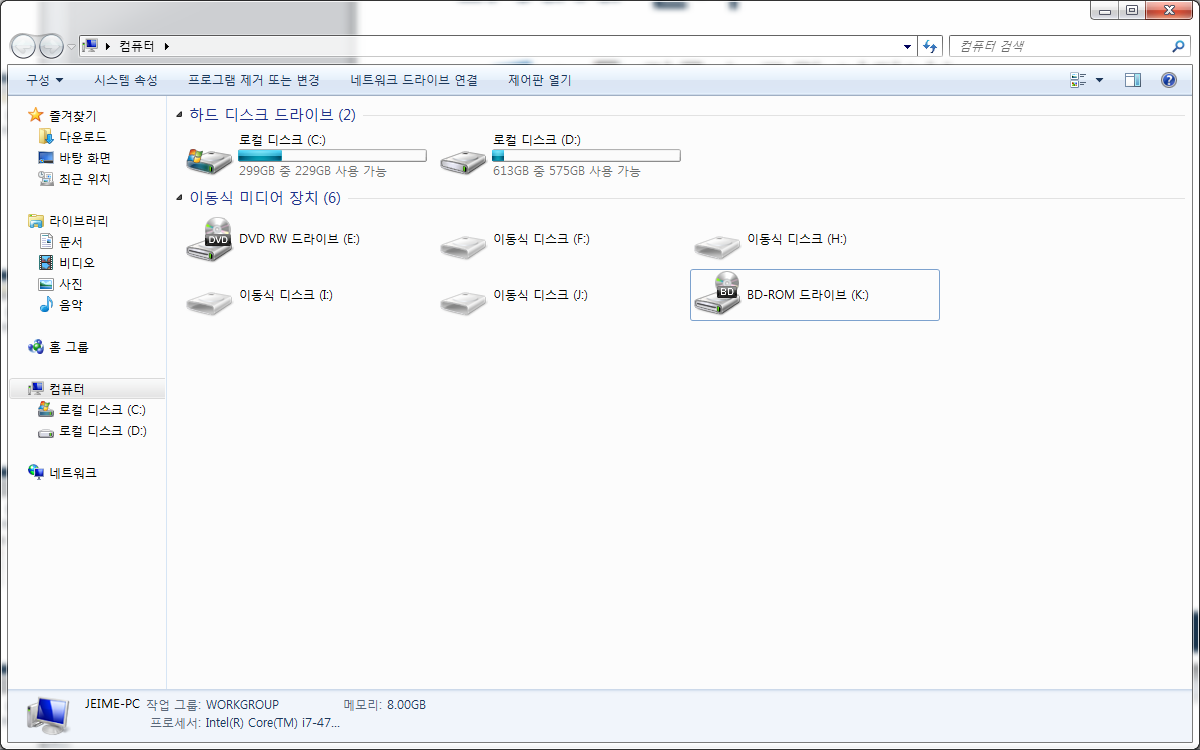 컴퓨터
컴퓨터 검색
구성 시스템 속성 프로그램 제거 또는 변경 네트워크 드라이브 연결 제어판 열기
즐겨찾기
다운로드
바탕 화면
최근 위치
라이브러리
문서
비디오
사진
음악
홈 그룹
컴퓨터
로컬 디스크 (C:)
로컬 디스크 (D:)
네트워크
하드 디스크 드라이브 (2)
로컬 디스크 (C:)
299GB 중 229GB 사용 가능
로컬 디스크 (D:)
613GB 중 575GB 사용 가능
이동식 미디어 장치 (6)
DVD
DVD RW 드라이브 (E:)
이동식 디스크 (F:)
이동식 디스크 (H:)
이동식 디스크 (I:)
이동식 디스크 (J:)
BD
BD-ROM 드라이브 (K:)
JEIME-PC 작업 그룹: WORKGROUP 메모리: 8.00GB
프로세서: Intel(R) Core(TM) i7-47...